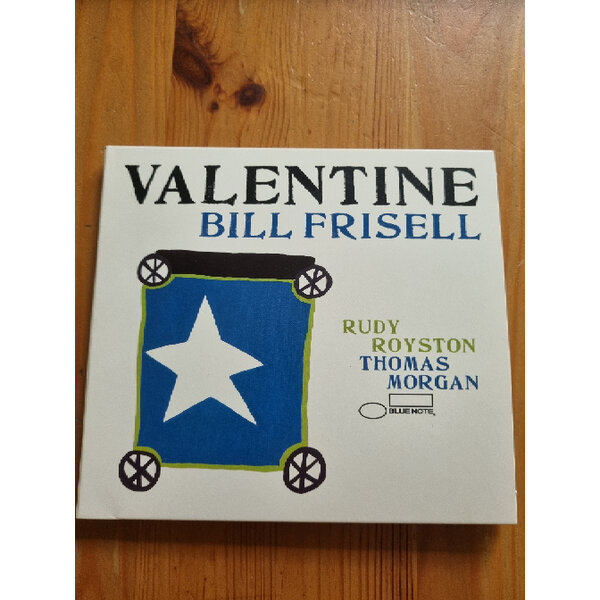 VALENTINE
BILL FRISELL
RUDY
ROYSTON
THOMAS
MORGAN
BLUE NOTE